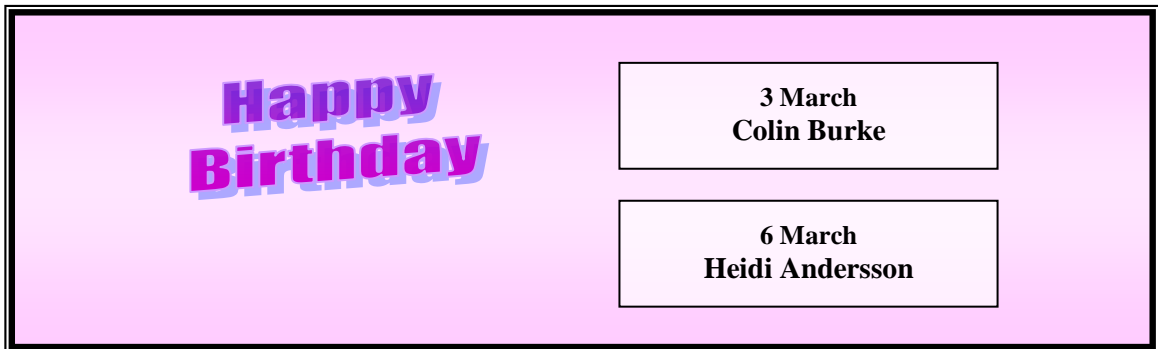 Happy
Birthday
3 March
Colin Burke
6 March
Heidi Andersson